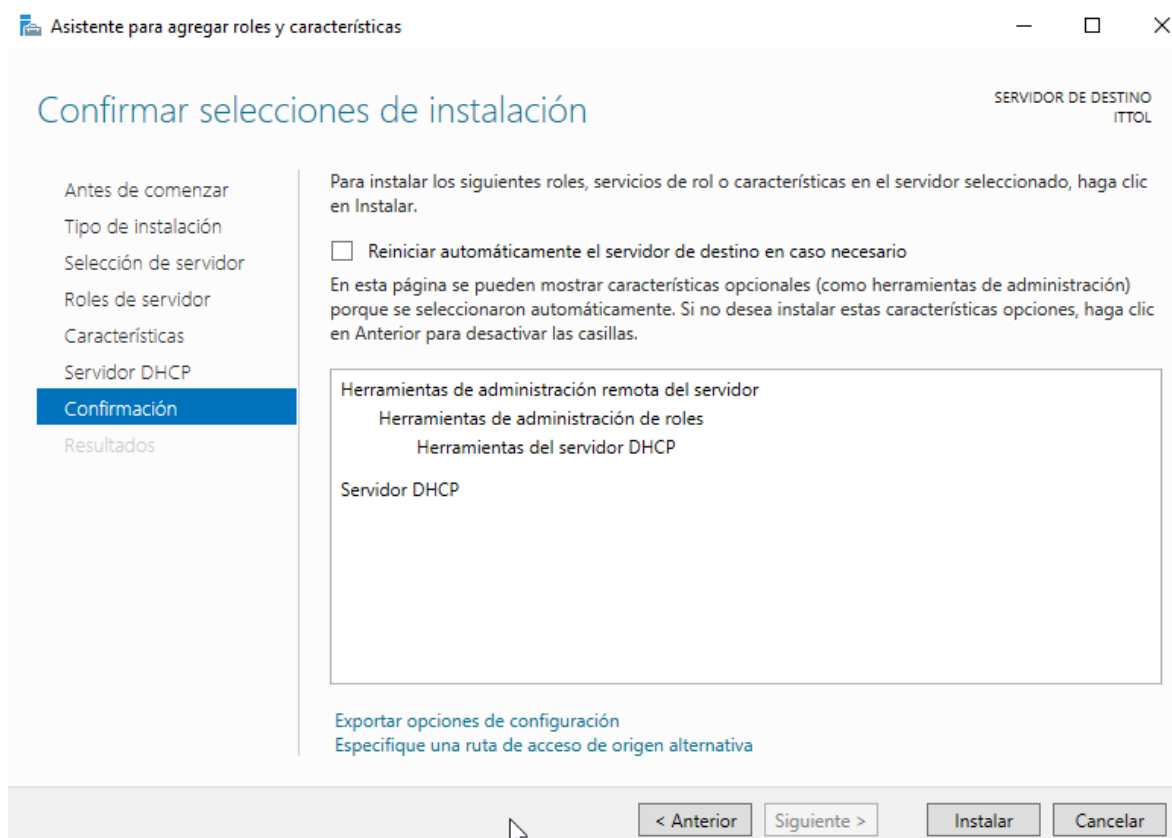 Asistente para agregar roles y características
Confirmar selecciones de instalación
SERVIDOR DE DESTINO
ITTOL
Antes de comenzar
Tipo de instalación
Selección de servidor
Roles de servidor
Características
Servidor DHCP
Confirmación
Resultados
Para instalar los siguientes roles, servicios de rol o características en el servidor seleccionado, haga clic
en Instalar.
Reiniciar automáticamente el servidor de destino en caso necesario
En esta página se pueden mostrar características opcionales (como herramientas de administración)
porque se seleccionaron automáticamente. Si no desea instalar estas características opciones, haga clic
en Anterior para desactivar las casillas.
Herramientas de administración remota del servidor
Herramientas de administración de roles
Herramientas del servidor DHCP
Servidor DHCP
Exportar opciones de configuración
Especifique una ruta de acceso de origen alternativa
< Anterior
Siguiente >
Instalar
Cancelar